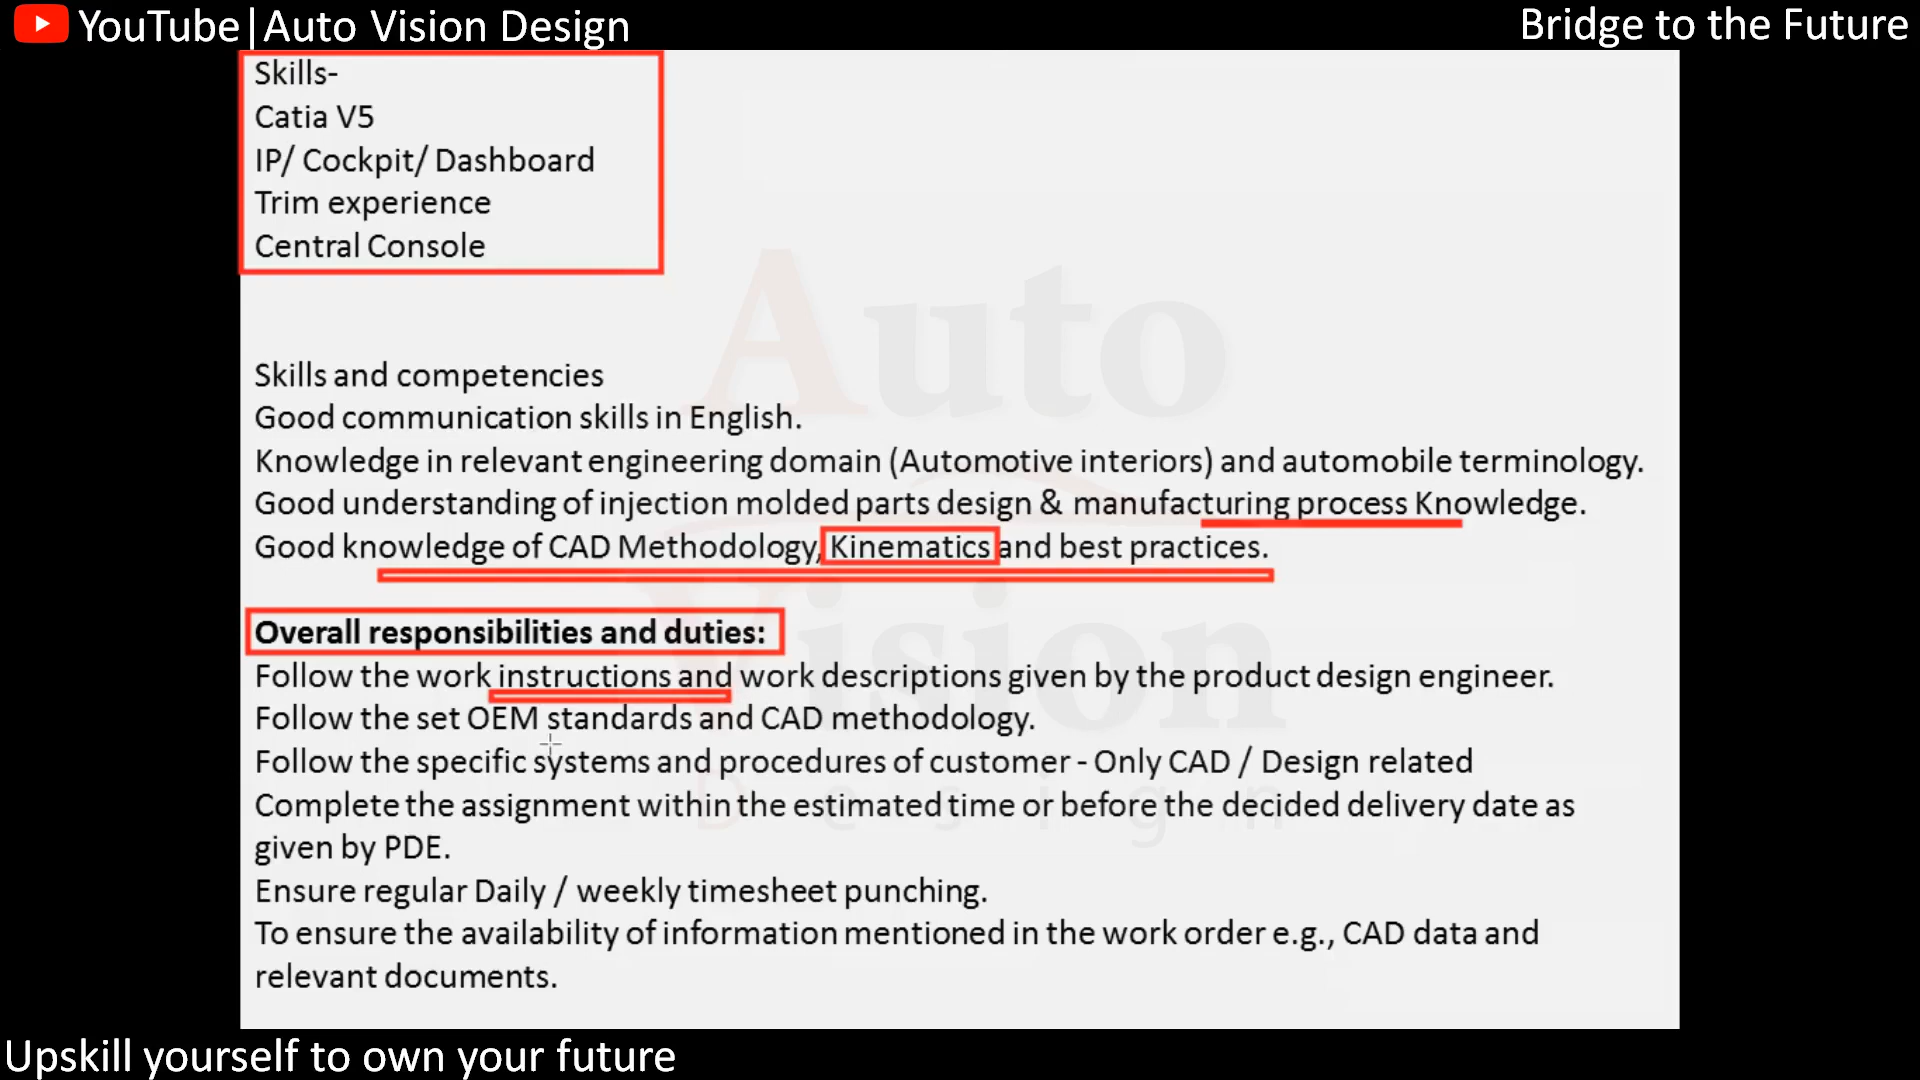 YouTube|Auto Vision Design
Bridge to the Future
Skills-
Catia V5
IP/ Cockpit/ Dashboard
Trim experience
Central Console
Skills and competencies
Good communication skills in English.
Knowledge in relevant engineering domain (Automotive interiors) and automobile terminology.
Good understanding of injection molded parts design & manufacturing process Knowledge.
Good knowledge of CAD Methodology, Kinematics and best practices.
Overall responsibilities and duties:
Follow the work instructions and work descriptions given by the product design engineer.
Follow the set OEM standards and CAD methodology.
Follow the specific systems and procedures of customer - Only CAD / Design related
Complete the assignment within the estimated time or before the decided delivery date as
given by PDE.
Ensure regular Daily / weekly timesheet punching.
To ensure the availability of information mentioned in the work order e.g., CAD data and
relevant documents.
Auto
Vision
Design
Upskill yourself to own your future